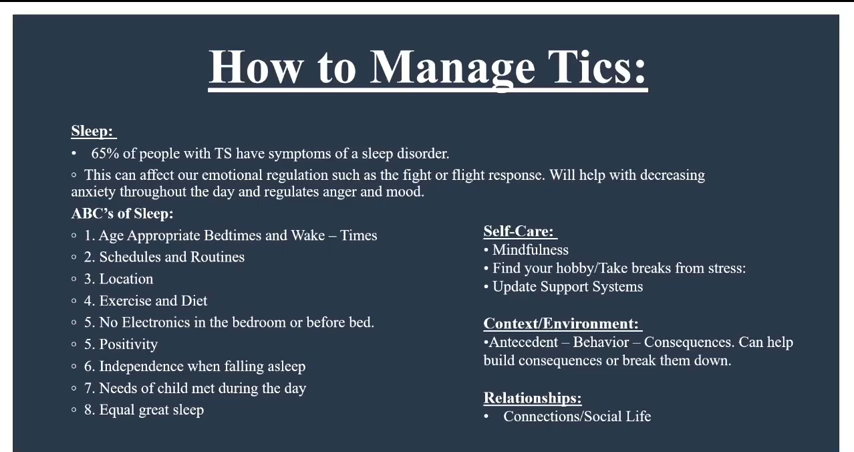 How to Manage Tics:
Sleep:
• 65% of people with TS have symptoms of a sleep disorder.
○ This can affect our emotional regulation such as the fight or flight response. Will help with decreasing
anxiety throughout the day and regulates anger and mood.
ABC’s of Sleep:
○ 1. Age Appropriate Bedtimes and Wake – Times
○ 2. Schedules and Routines
○ 3. Location
○ 4. Exercise and Diet
○ 5. No Electronics in the bedroom or before bed.
○ 5. Positivity
○ 6. Independence when falling asleep
○ 7. Needs of child met during the day
○ 8. Equal great sleep
Self-Care:
• Mindfulness
• Find your hobby/Take breaks from stress:
• Update Support Systems
Context/Environment:
•Antecedent – Behavior – Consequences. Can help
build consequences or break them down.
Relationships:
• Connections/Social Life